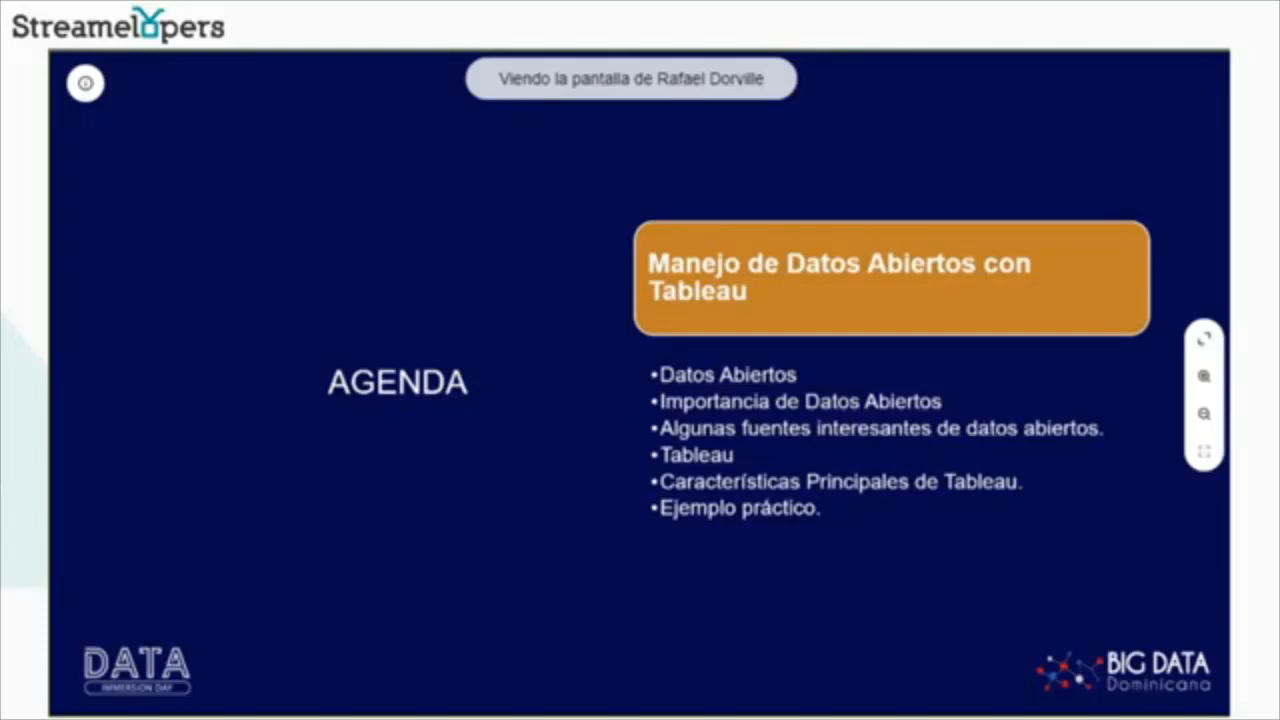 Streamelopers
Viendo la pantalla de Rafael Dorville
Manejo de Datos Abiertos con
Tableau
AGENDA
•Datos Abiertos
•Importancia de Datos Abiertos
•Algunas fuentes interesantes de datos abiertos.
•Tableau
•Características Principales de Tableau.
•Ejemplo práctico.
DATA
IMMERSION DAY
BIG DATA
Dominicana